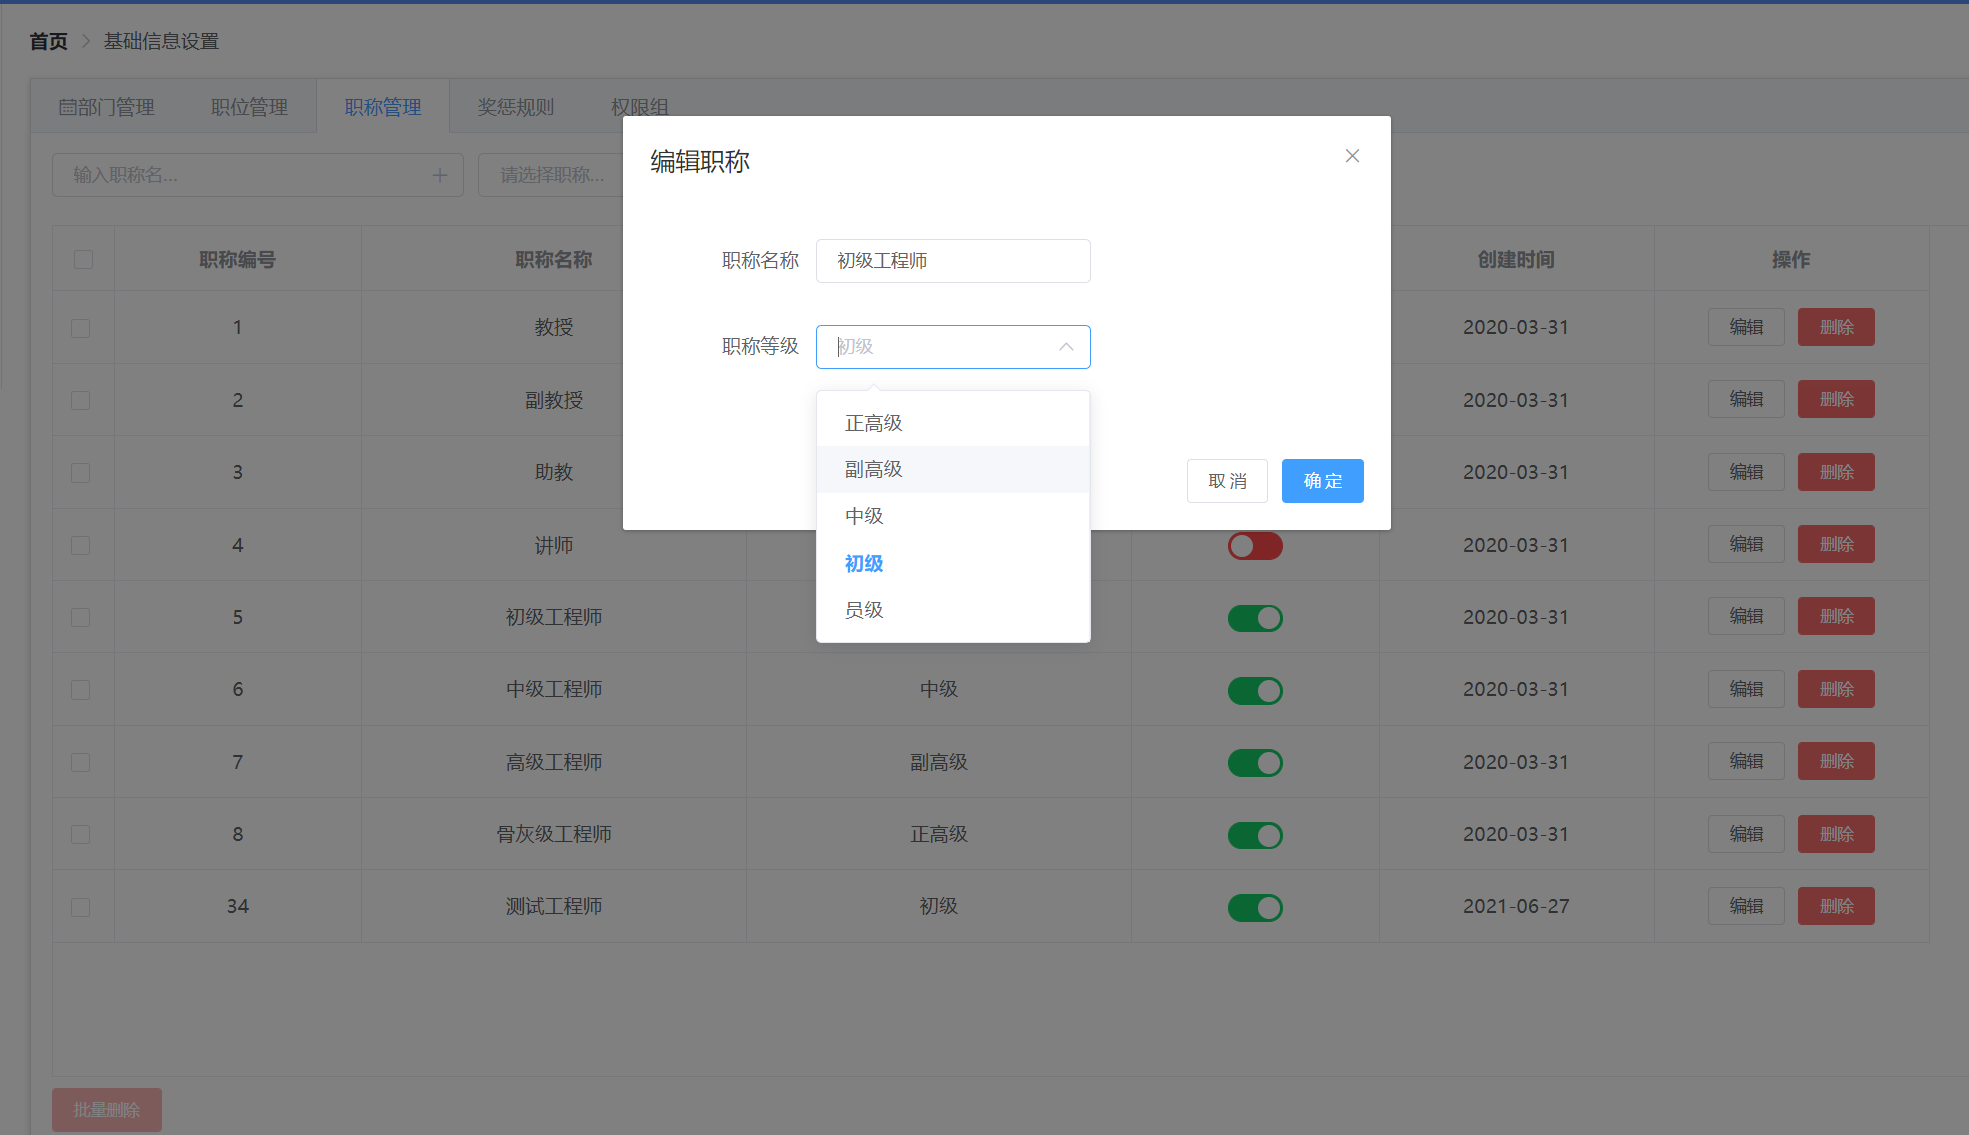 首页 > 基础信息设置
部门管理 职位管理 职称管理 奖惩规则 权限组
输入职称名... 请选择职称...
编辑职称
职称名称 初级工程师
职称等级 初级
正高级
副高级
中级
初级
员级
取 消 确 定
职称编号 职称名称 创建时间 操作
1 教授 2020-03-31 编辑 删除
2 副教授 2020-03-31 编辑 删除
3 助教 2020-03-31 编辑 删除
4 讲师 2020-03-31 编辑 删除
5 初级工程师 2020-03-31 编辑 删除
6 中级工程师 中级 2020-03-31 编辑 删除
7 高级工程师 副高级 2020-03-31 编辑 删除
8 骨灰级工程师 正高级 2020-03-31 编辑 删除
34 测试工程师 初级 2021-06-27 编辑 删除
批量删除